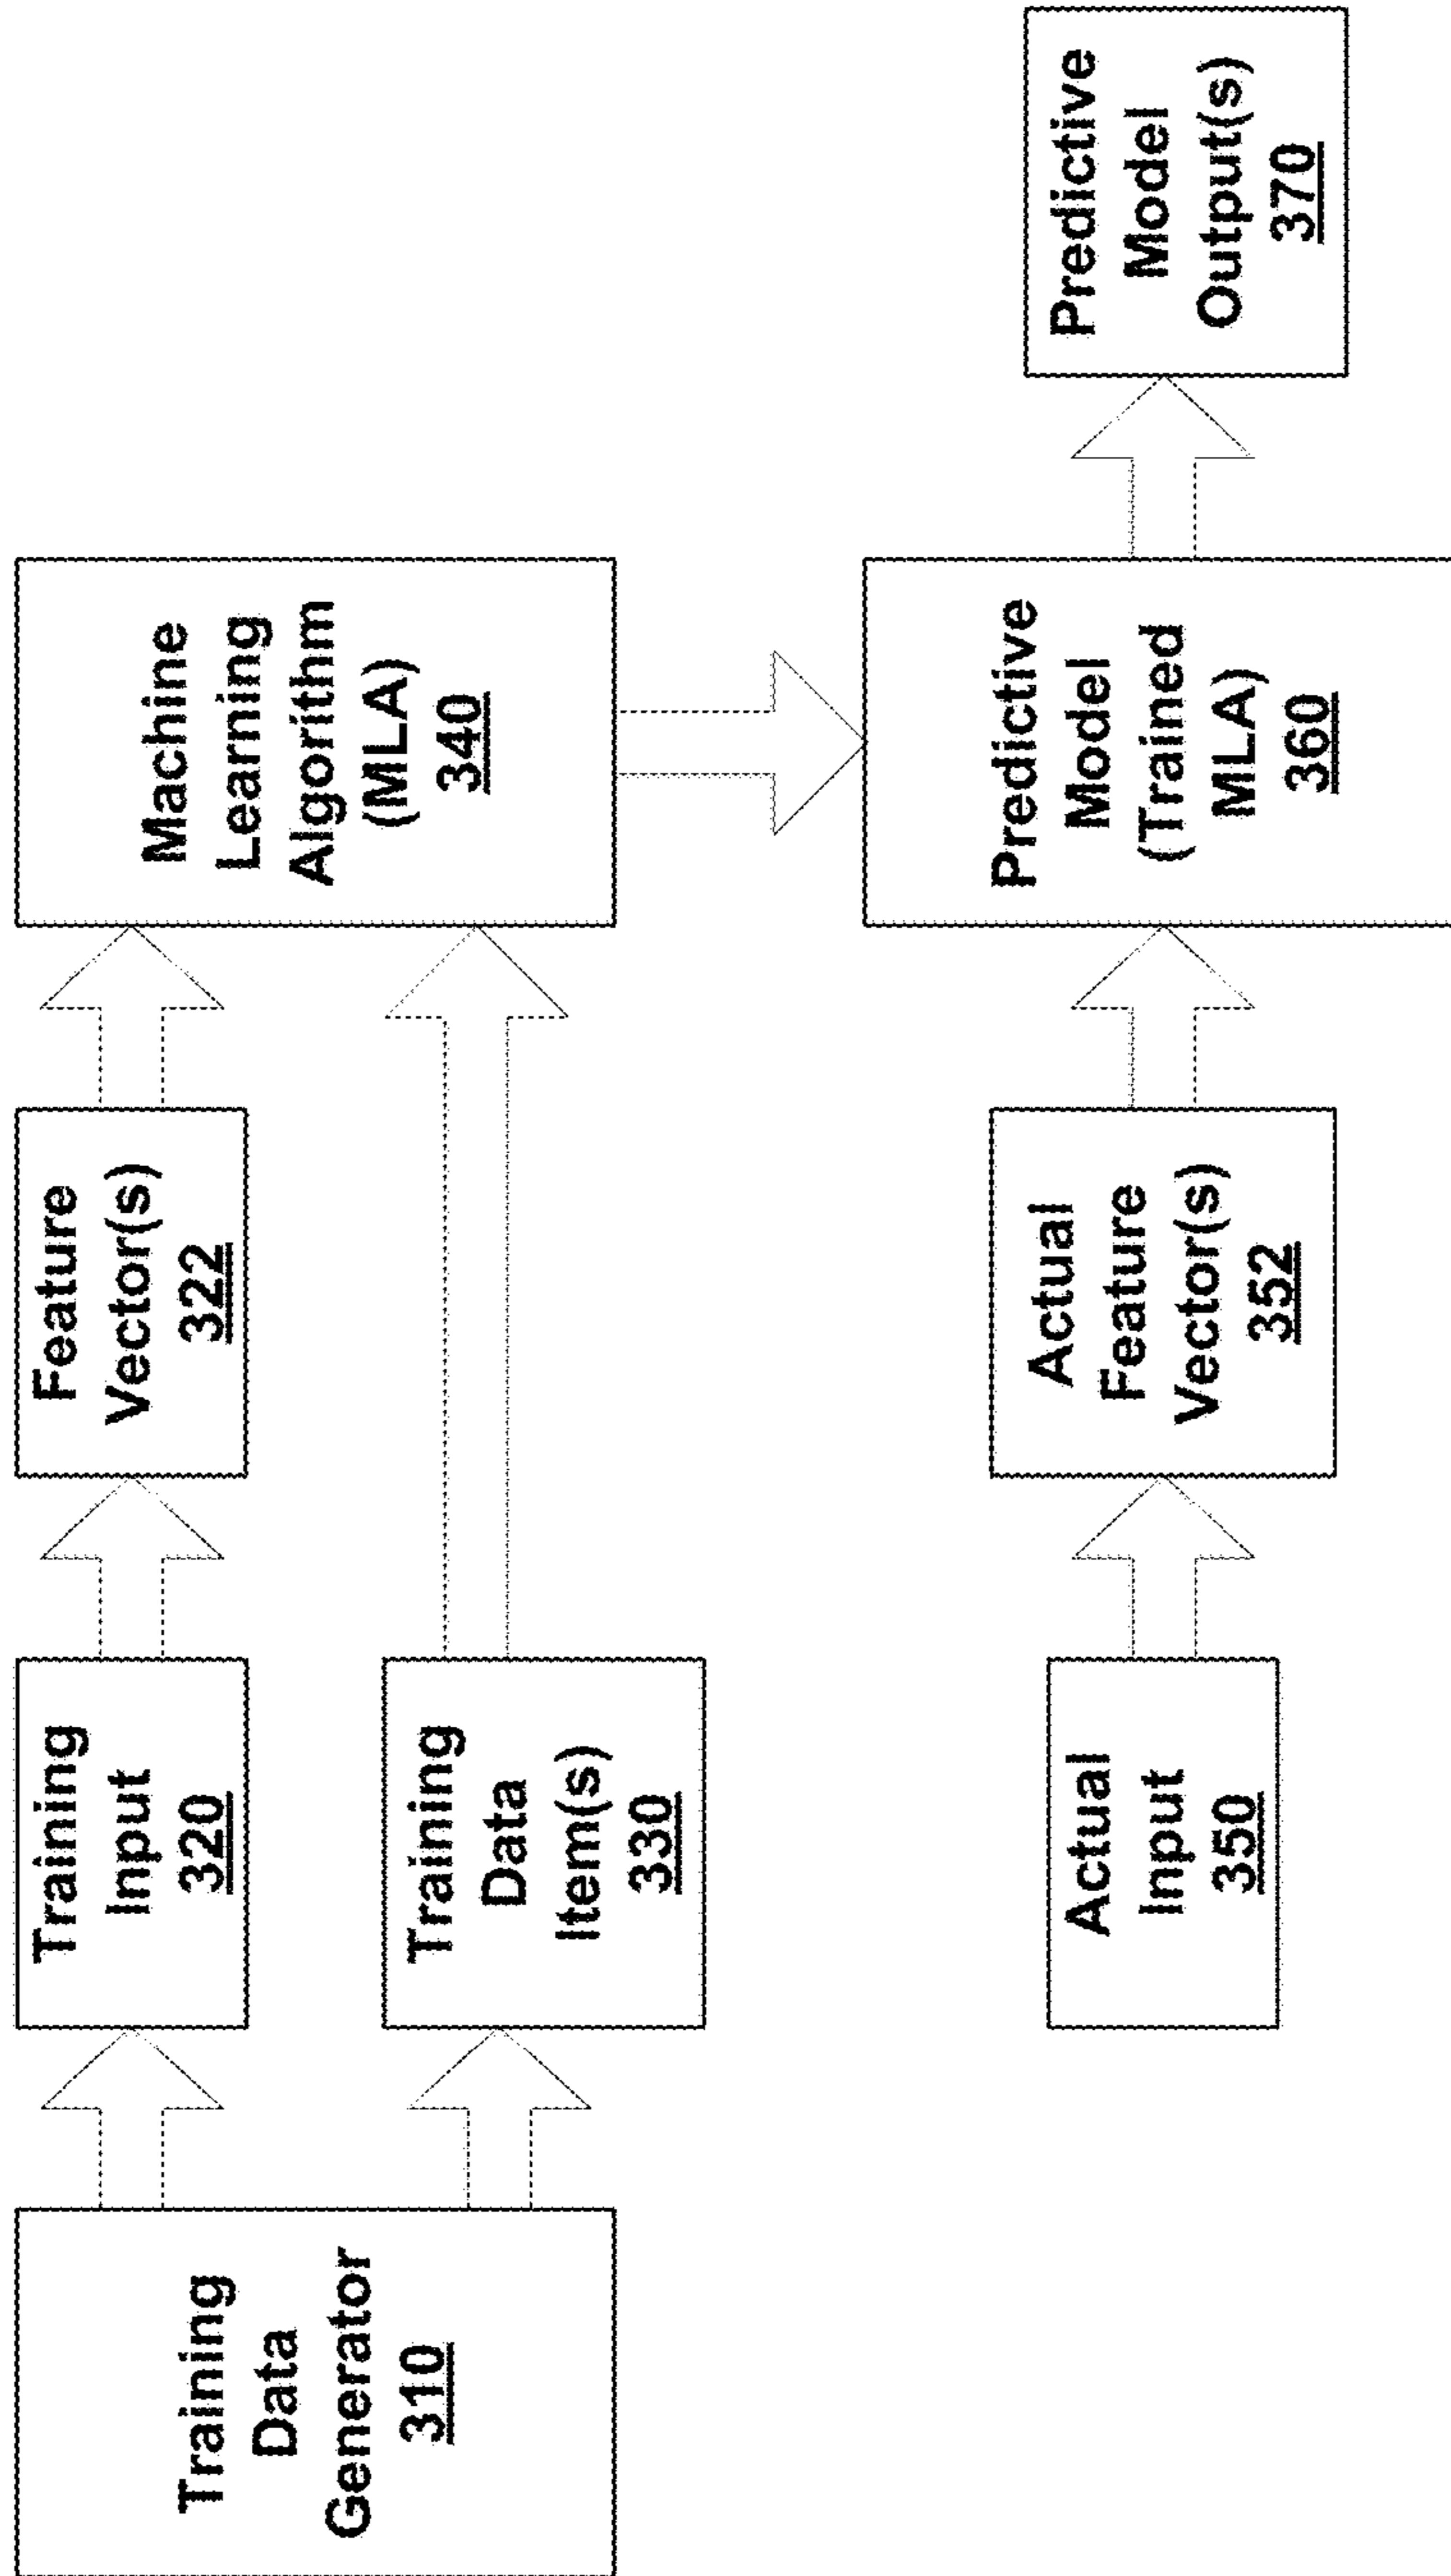 Training
Data
Generator
310
Training
Input
320
Feature
Vector(s)
322
Training
Data
Item(s)
330
Machine
Learning
Algorithm
(MLA)
340
Actual
Input
350
Actual
Feature
Vector(s)
352
Predictive
Model
(Trained
MLA)
360
Predictive
Model
Output(s)
370